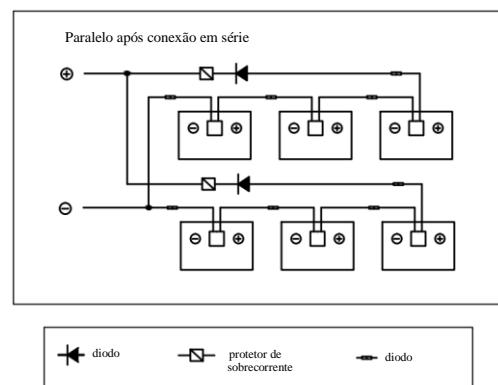 Paralelo após conexão em série
diodo
protetor de
sobrecorrente
diodo